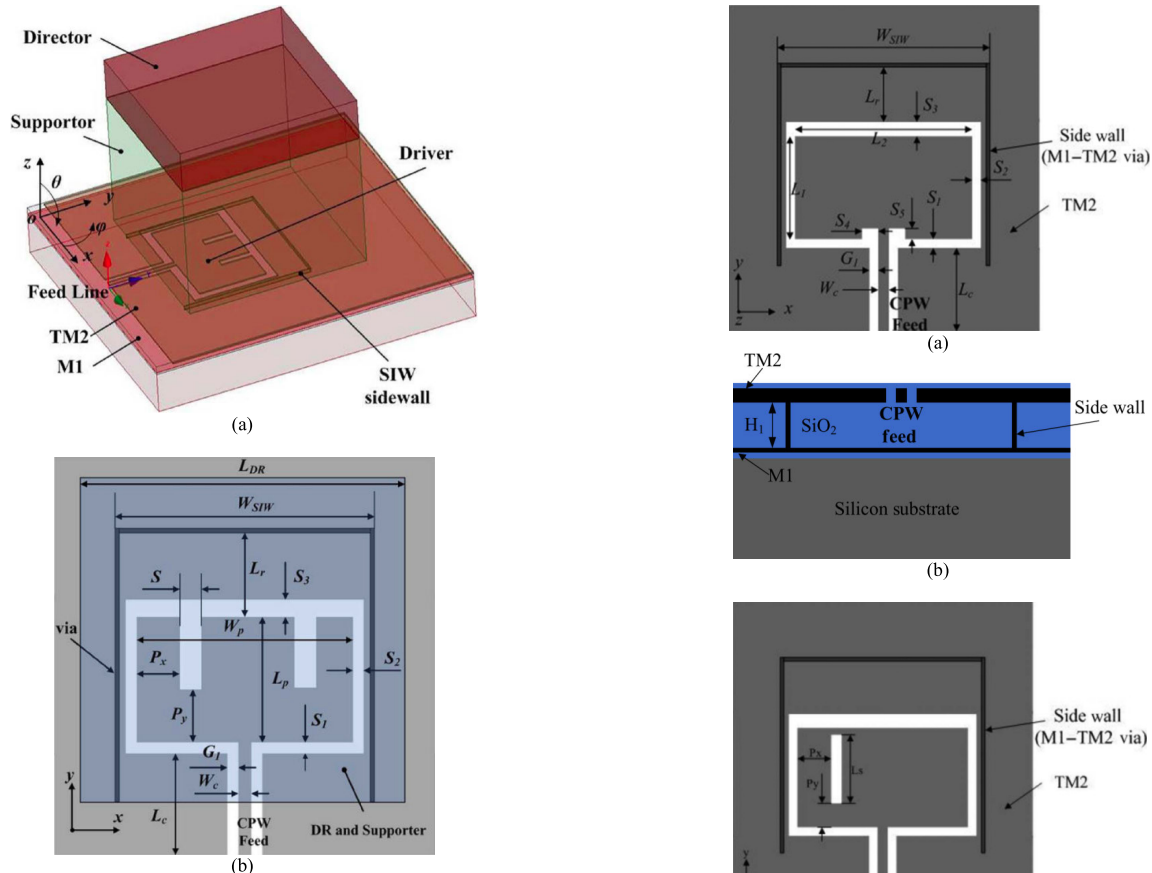 Director
Supportor
z
θ
y
o
φ
x
Driver
Feed Line
TM2
M1
SIW
sidewall
(a)
L_DR
W_SIW
L_r
S
S_3
via
W_p
P_x
S_2
L_p
P_y
S_1
G_1
W_c
L_c
y
x
CPW
Feed
DR and Supporter
(b)
W_SIW
L_r
S_3
L_2
Side wall
(M1–TM2 via)
S_2
L_1
S_4
S_5
S_1
TM2
G_1
W_c
L_c
y
z
x
CPW
Feed
(a)
TM2
H₁
SiO₂
CPW
feed
Side wall
M1
Silicon substrate
(b)
Side wall
(M1–TM2 via)
Px
Ls
Py
TM2
y